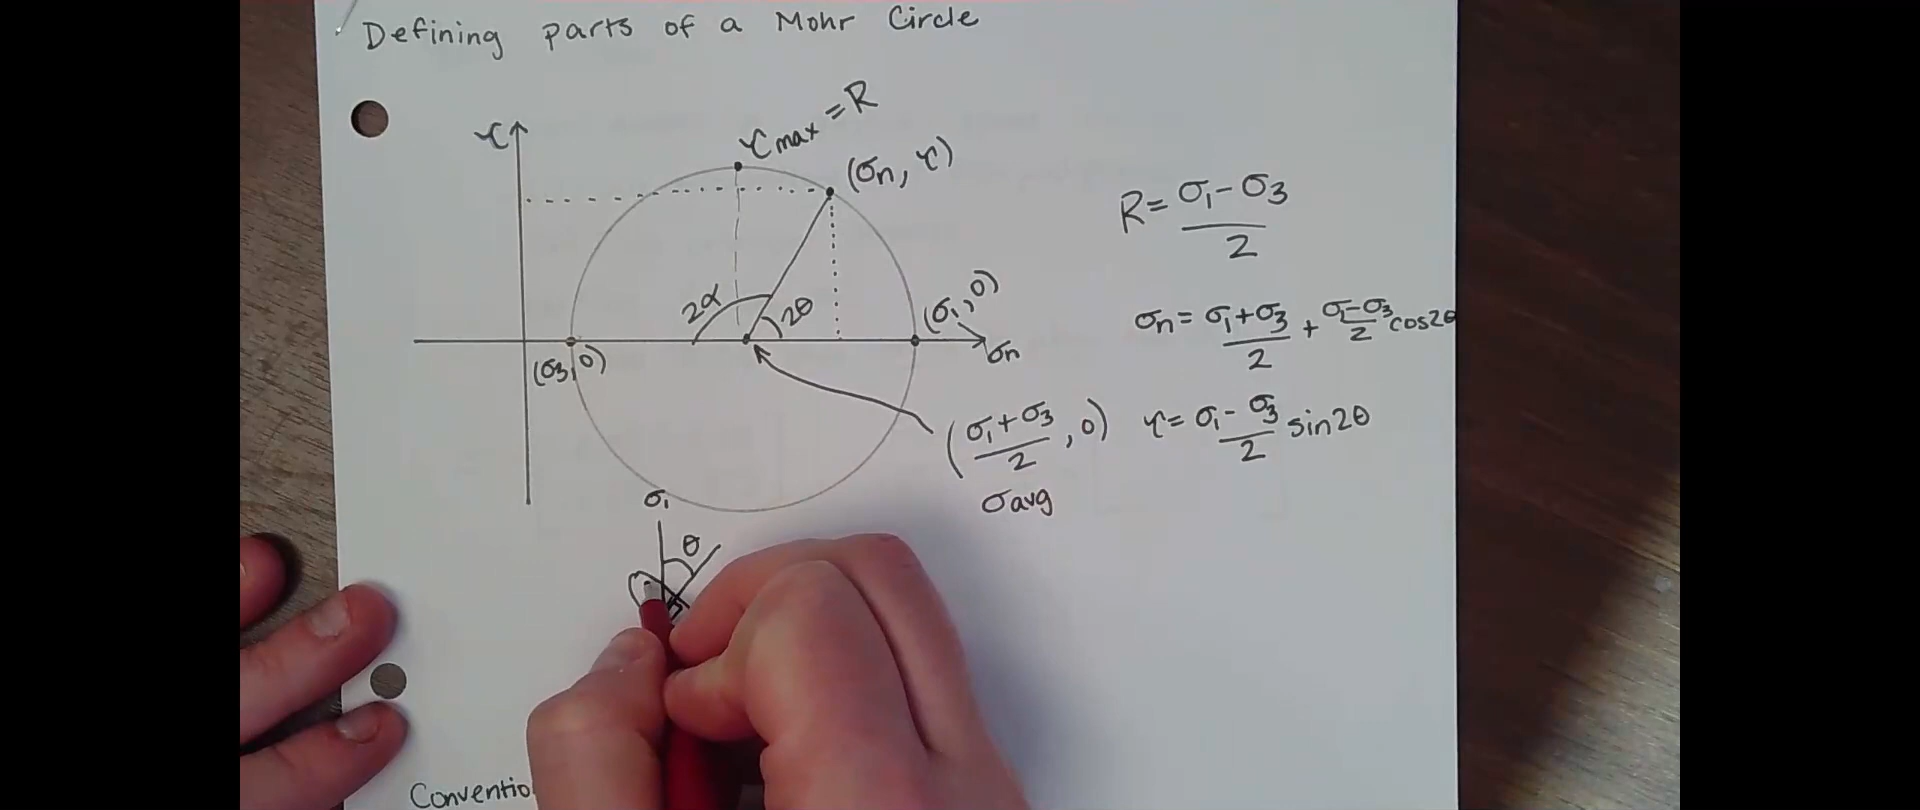 Defining parts of a Mohr Circle
τ
τmax = R
(σn, τ)
R = σ1 - σ3 / 2
2α
2θ
(σ1, 0)
σn
σn = σ1 + σ3 / 2 + σ1 - σ3 / 2 cos2θ
(σ3, 0)
(σ1 + σ3 / 2, 0)
τ = σ1 - σ3 / 2 sin2θ
σavg
σ1
θ